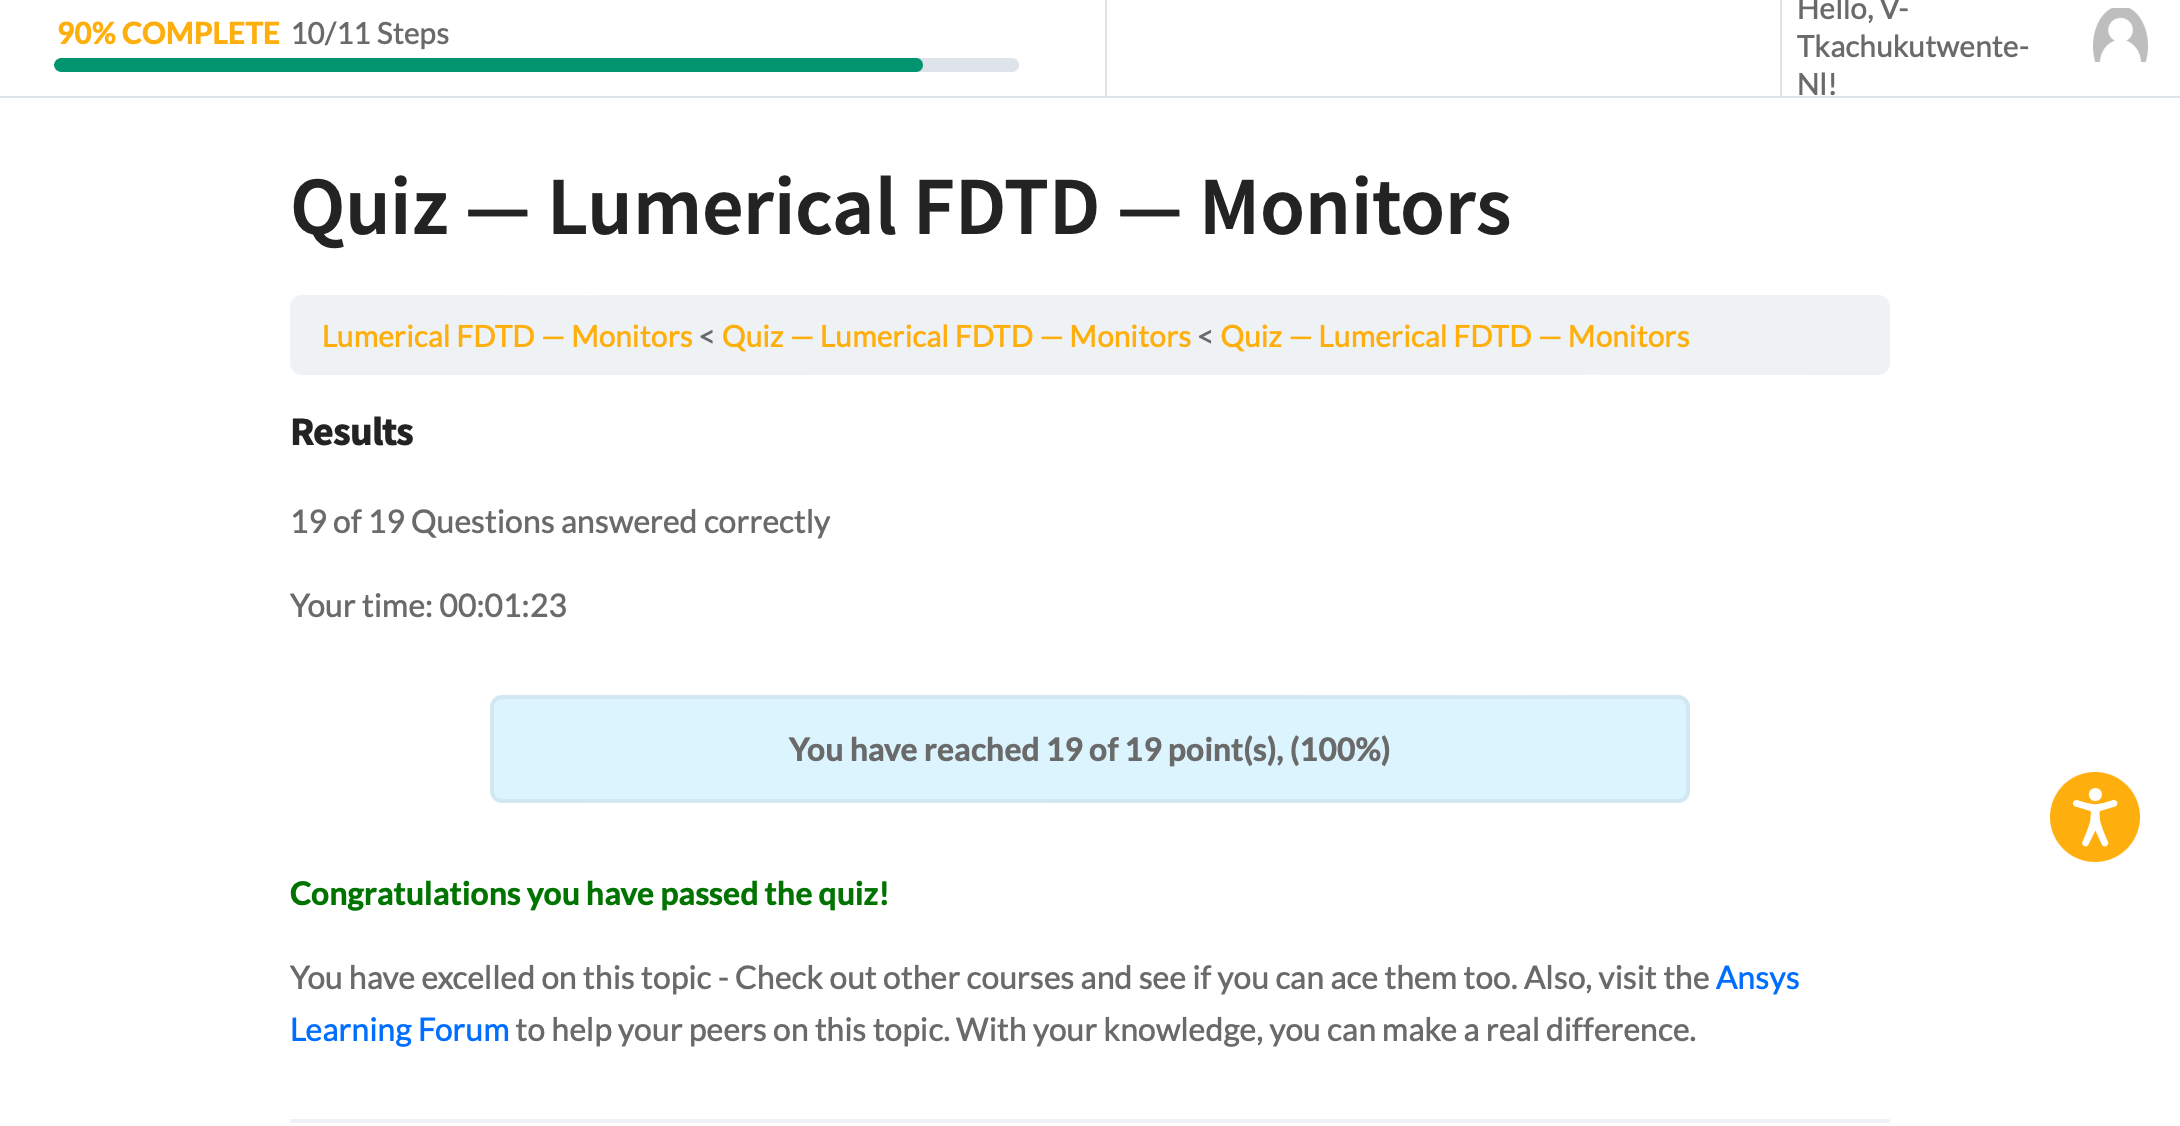 90% COMPLETE 10/11 Steps
Hello, V-
Tkachukutwente-
Nl!
Quiz — Lumerical FDTD — Monitors
Lumerical FDTD — Monitors < Quiz — Lumerical FDTD — Monitors < Quiz — Lumerical FDTD — Monitors
Results
19 of 19 Questions answered correctly
Your time: 00:01:23
You have reached 19 of 19 point(s), (100%)
Congratulations you have passed the quiz!
You have excelled on this topic - Check out other courses and see if you can ace them too. Also, visit the Ansys
Learning Forum to help your peers on this topic. With your knowledge, you can make a real difference.